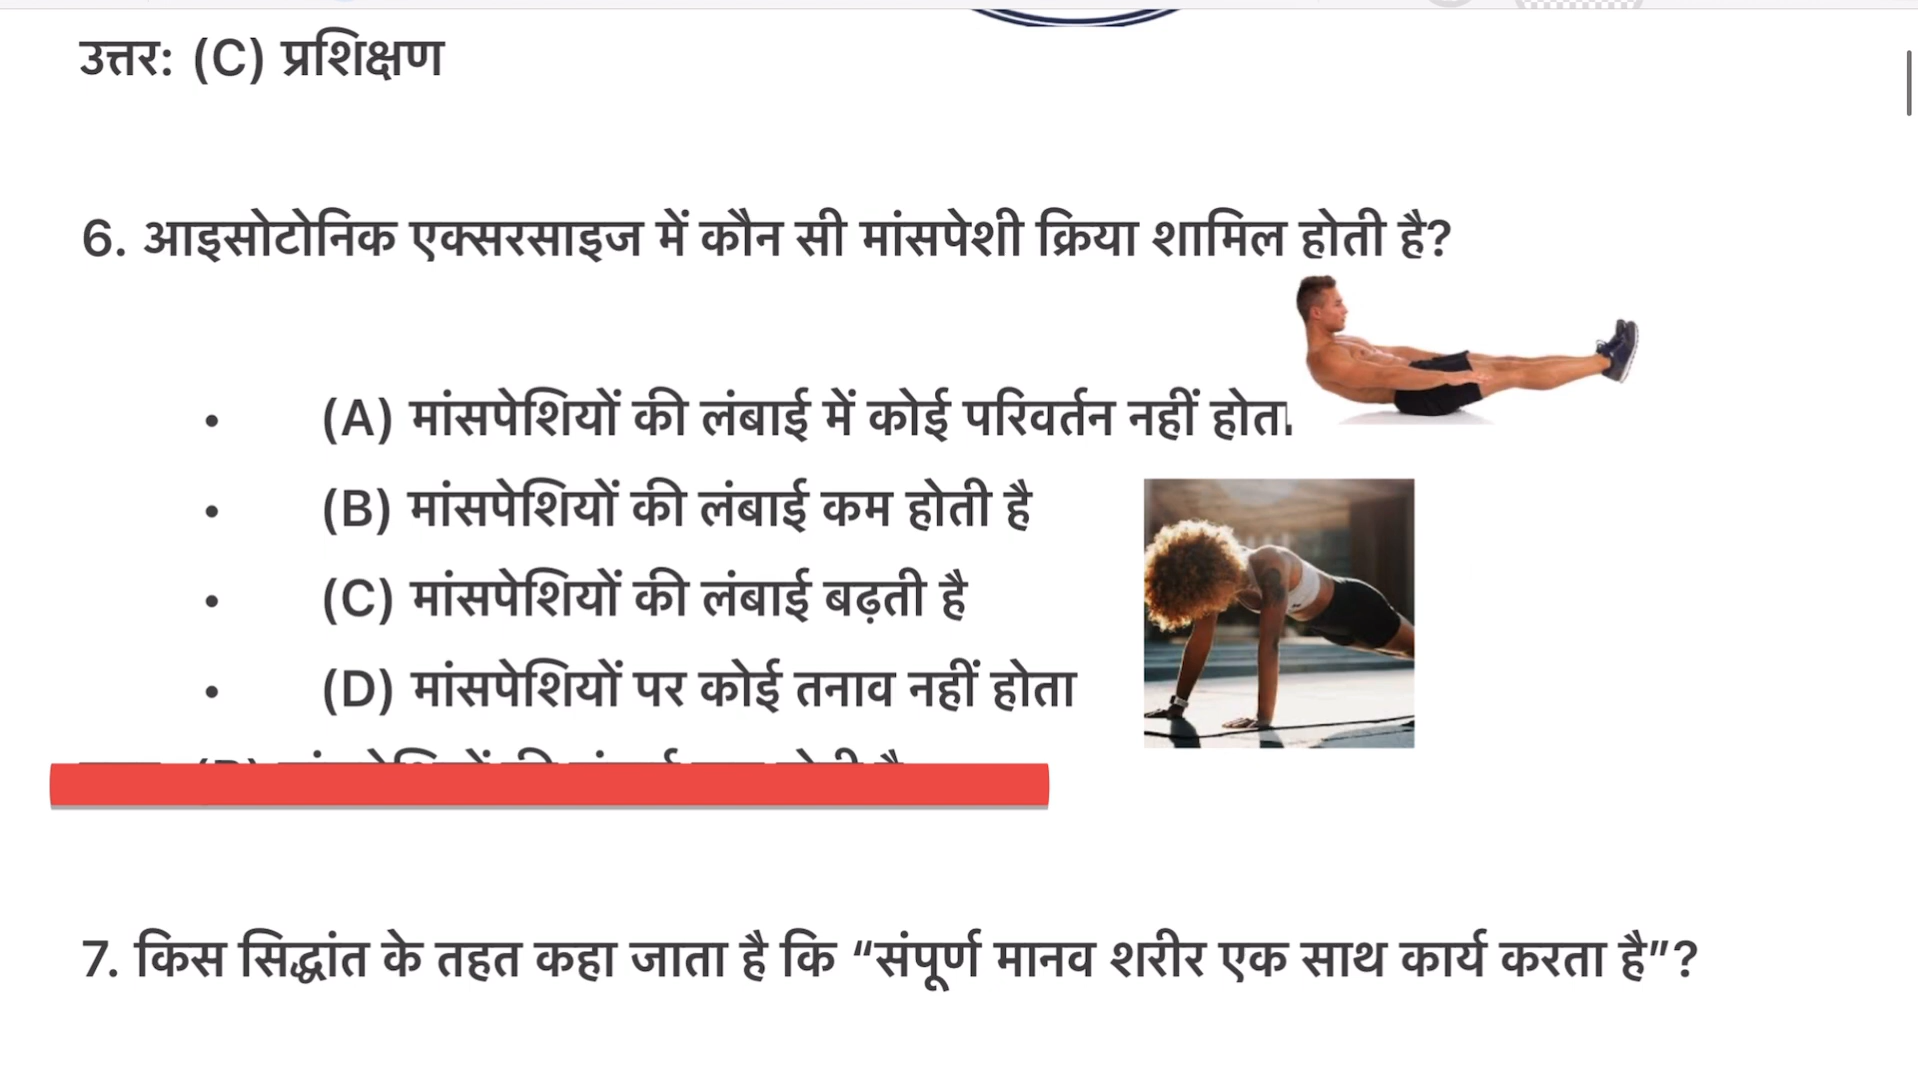 उत्तर: (C) प्रशिक्षण
6. आइसोटोनिक एक्सरसाइज में कौन सी मांसपेशी क्रिया शामिल होती है?
• (A) मांसपेशियों की लंबाई में कोई परिवर्तन नहीं होता
• (B) मांसपेशियों की लंबाई कम होती है
• (C) मांसपेशियों की लंबाई बढ़ती है
• (D) मांसपेशियों पर कोई तनाव नहीं होता
7. किस सिद्धांत के तहत कहा जाता है कि “संपूर्ण मानव शरीर एक साथ कार्य करता है”?